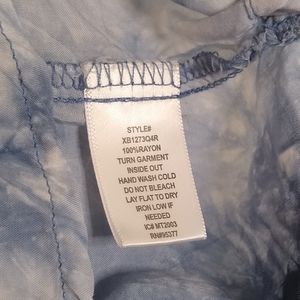 STYLE#
XB1273Q4R
100%RAYON
TURN GARMENT
INSIDE OUT
HAND WASH COLD
DO NOT BLEACH
LAY FLAT TO DRY
IRON LOW IF
NEEDED
IC# MT2003
RN#95377